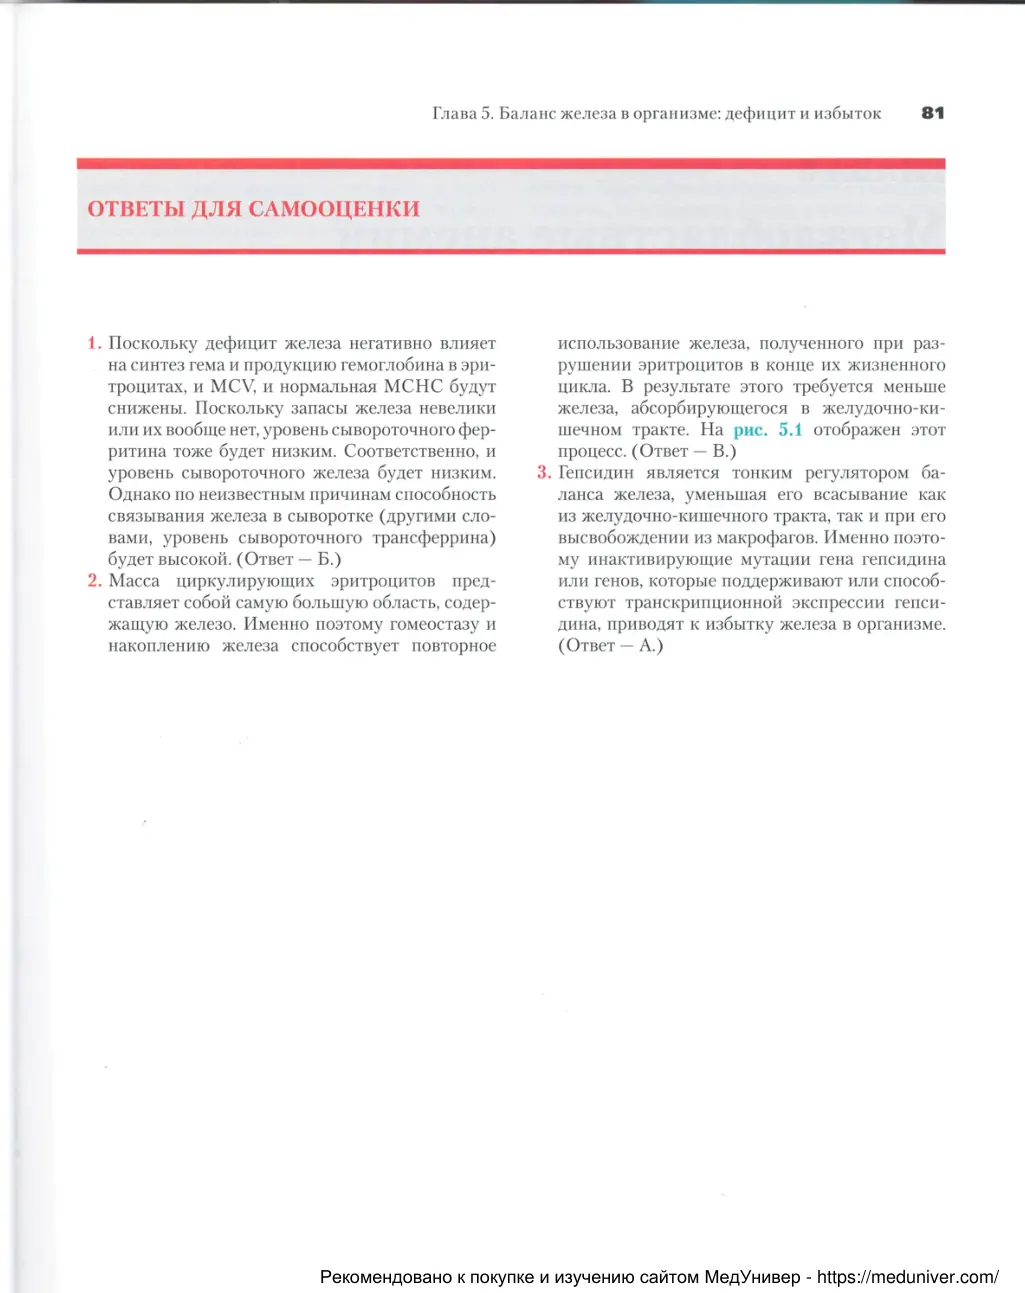 Глава 5. Баланс железа в организме: дефицит и избыток 81
ОТВЕТЫ ДЛЯ САМООЦЕНКИ
1. Поскольку дефицит железа негативно влияет
на синтез гема и продукцию гемоглобина в эри-
троцитах, и MCV, и нормальная МСНС будут
снижены. Поскольку запасы железа невелики
или их вообще нет, уровень сывороточного фер-
ритина тоже будет низким. Соответственно, и
уровень сывороточного железа будет низким.
Однако по неизвестным причинам способность
связывания железа в сыворотке (другими сло-
вами, уровень сывороточного трансферрина)
будет высокой. (Ответ — Б.)
2. Масса циркулирующих эритроцитов пред-
ставляет собой самую большую область, содер-
жащую железо. Именно поэтому гомеостазу и
накоплению железа способствует повторное
использование железа, полученного при раз-
рушении эритроцитов в конце их жизненного
цикла. В результате этого требуется меньше
железа, абсорбирующегося в желудочно-ки-
шечном тракте. На рис. 5.1 отображен этот
процесс. (Ответ — В.)
3. Гепсидин является тонким регулятором ба-
ланса железа, уменьшая его всасывание как
из желудочно-кишечного тракта, так и при его
высвобождении из макрофагов. Именно поэто-
му инактивирующие мутации гена гепсидина
или генов, которые поддерживают или способ-
ствуют транскрипционной экспрессии гепси-
дина, приводят к избытку железа в организме.
(Ответ — А.)
Рекомендовано к покупке и изучению сайтом МедУнивер - https://meduniver.com/